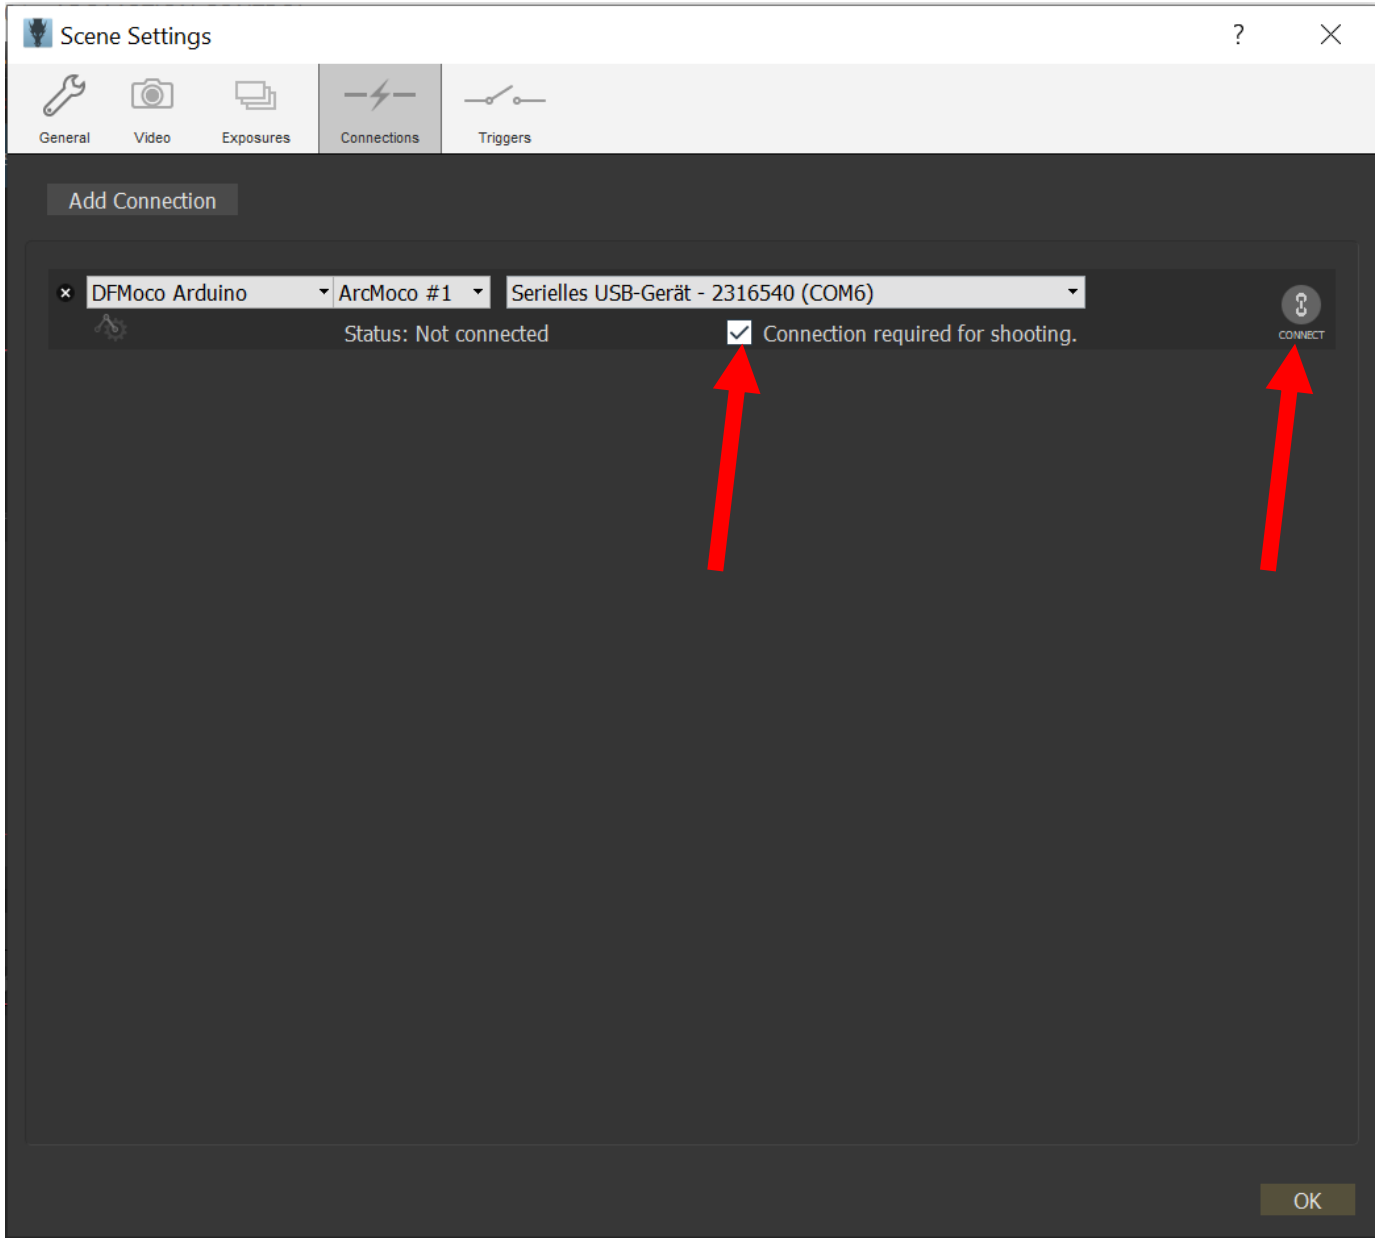 Scene Settings
?
General Video Exposures Connections Triggers
Add Connection
DFMoco Arduino ArcMoco #1 Serielles USB-Gerät - 2316540 (COM6)
Status: Not connected Connection required for shooting. CONNECT
OK